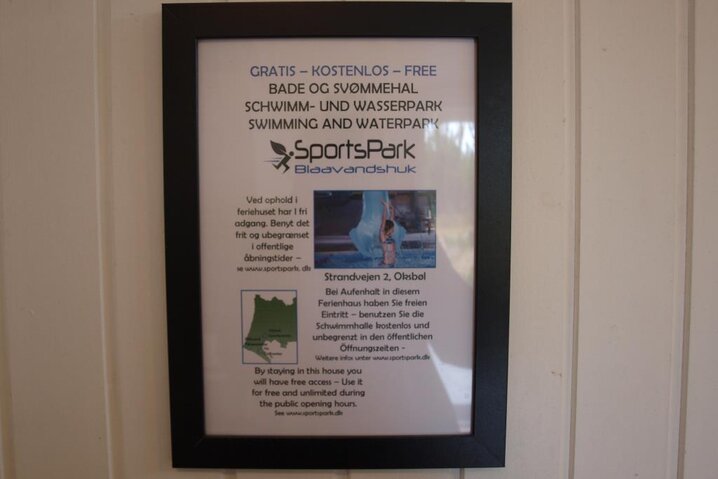 GRATIS – KOSTENLOS – FREE
BADE OG SVØMMEHAL
SCHWIMM- UND WASSERPARK
SWIMMING AND WATERPARK
SportsPark
Blaavandshuk
Ved ophold i
feriehuset har I fri
adgang. Benyt det
frit og ubegrænset
i offentlige
åbningstider –
se www.sportspark.dk
Strandvejen 2, Oksbøl
Bei Aufenhalt in diesem
Ferienhaus haben Sie freien
Eintritt – benutzen Sie die
Schwimmhalle kostenlos und
unbegrenzt in den öffentlichen
Öffnungszeiten -
Weitere infos unter www.sportspark.dk
By staying in this house you
will have free access – Use it
for free and unlimited during
the public opening hours.
See www.sportspark.dk